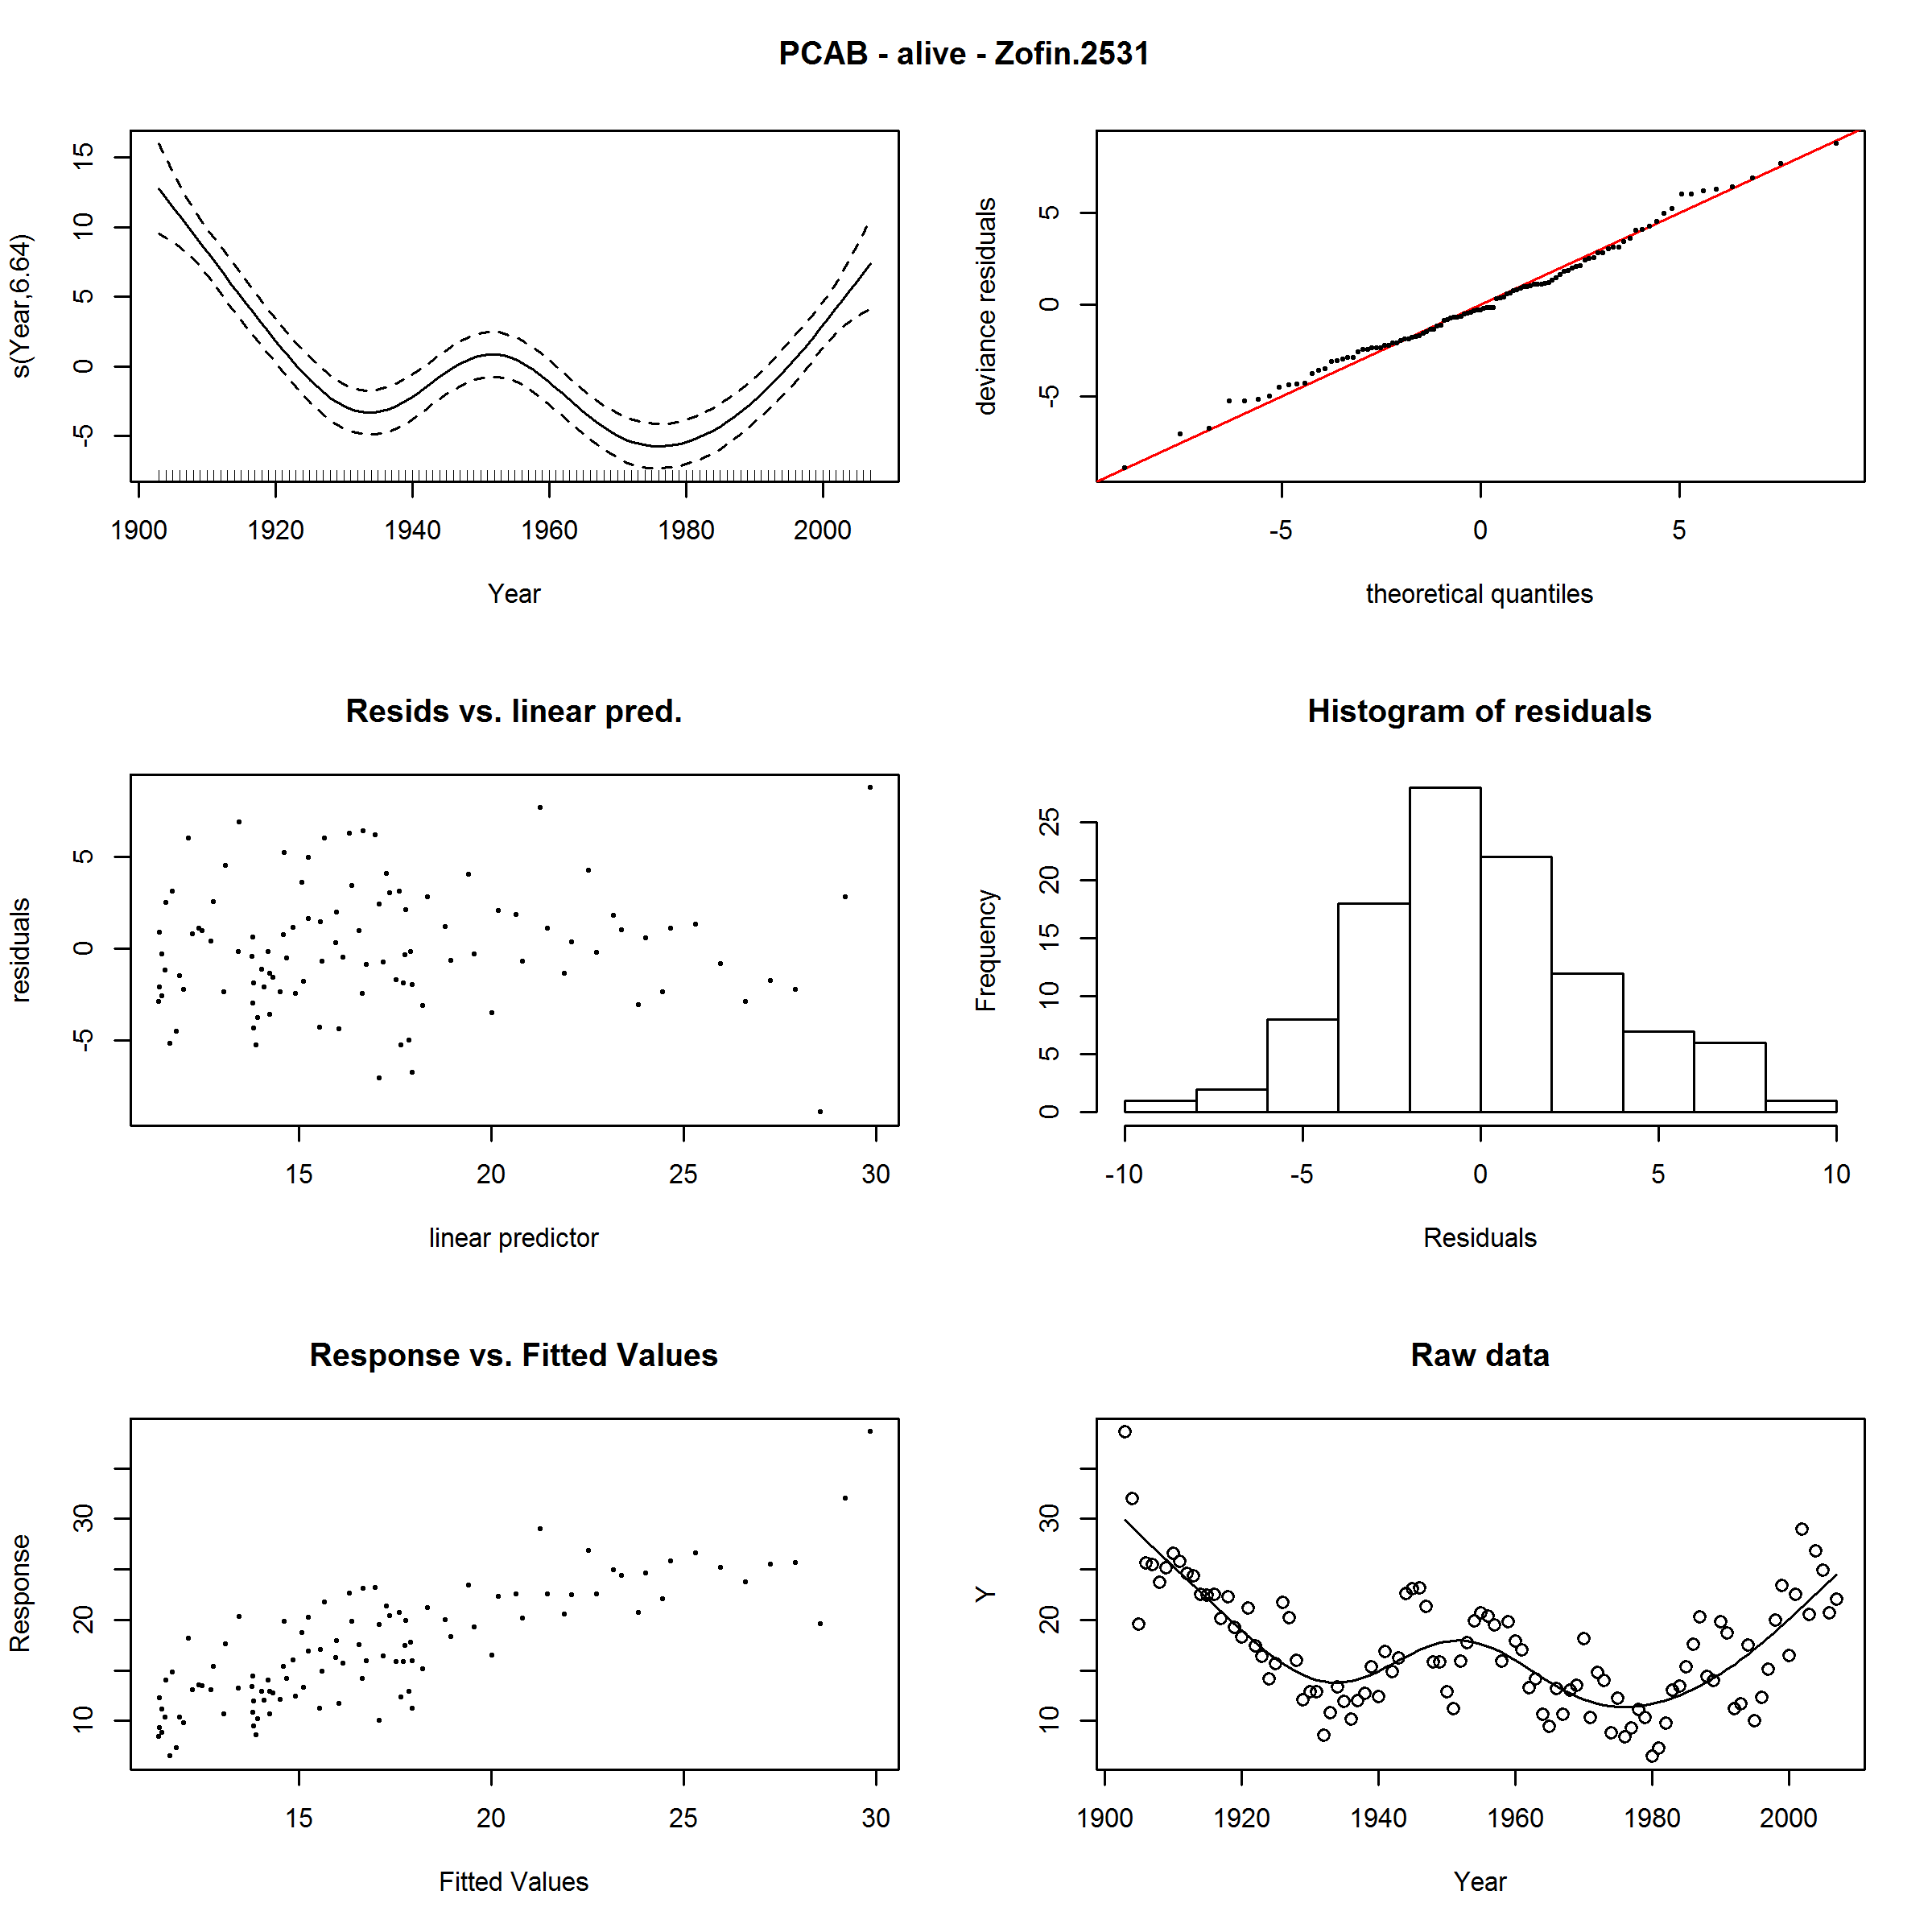 PCAB - alive - Zofin.2531
s(Year,6.64)
15
10
5
0
-5
1900 1920 1940 1960 1980 2000
Year
deviance residuals
5
0
-5
-5 0 5
theoretical quantiles
Resids vs. linear pred.
residuals
5
0
-5
15 20 25 30
linear predictor
Histogram of residuals
Frequency
25
20
15
10
5
0
-10 -5 0 5 10
Residuals
Response vs. Fitted Values
Response
30
20
10
15 20 25 30
Fitted Values
Raw data
Y
30
20
10
1900 1920 1940 1960 1980 2000
Year